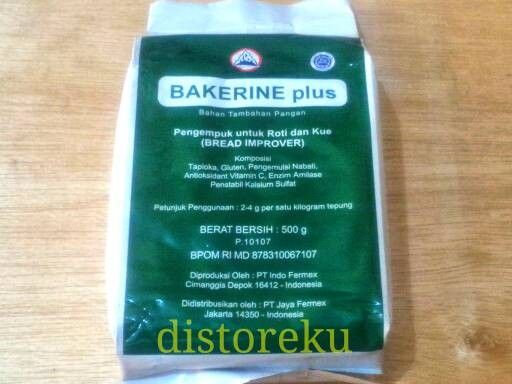 BAKERINE plus
Bahan Tambahan Pangan
Pengempuk untuk Roti dan Kue
(BREAD IMPROVER)
Komposisi
Tapioka, Gluten, Pengemulsi Nabati,
Antioksidant Vitamin C, Enzim Amilase
Penstabil Kalsium Sulfat
Petunjuk Penggunaan : 2-4 g per satu kilogram tepung
BERAT BERSIH : 500 g
P.10107
BPOM RI MD 878310067107
Diproduksi Oleh : PT Indo Fermex
Cimanggis Depok 16412 - Indonesia
Didistribusikan oleh : PT Jaya Fermex
Jakarta 14350 - Indonesia
distoreku